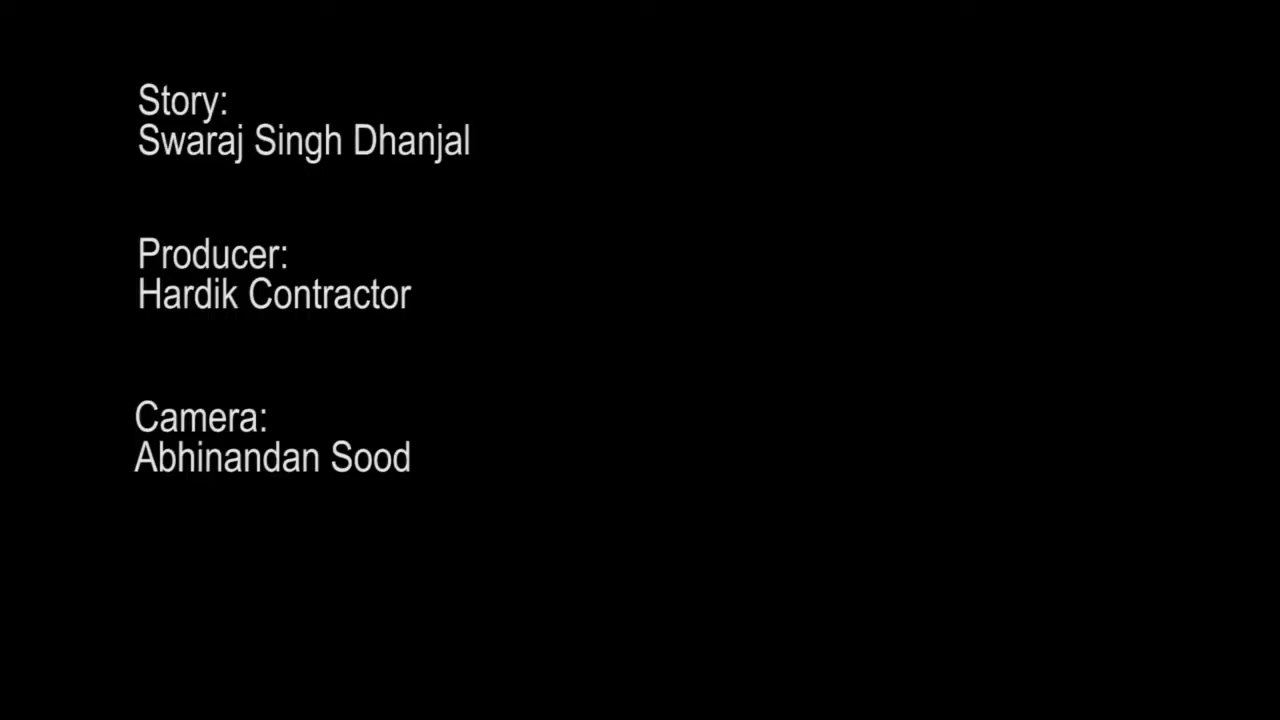 Story:
Swaraj Singh Dhanjal
Producer:
Hardik Contractor
Camera:
Abhinandan Sood